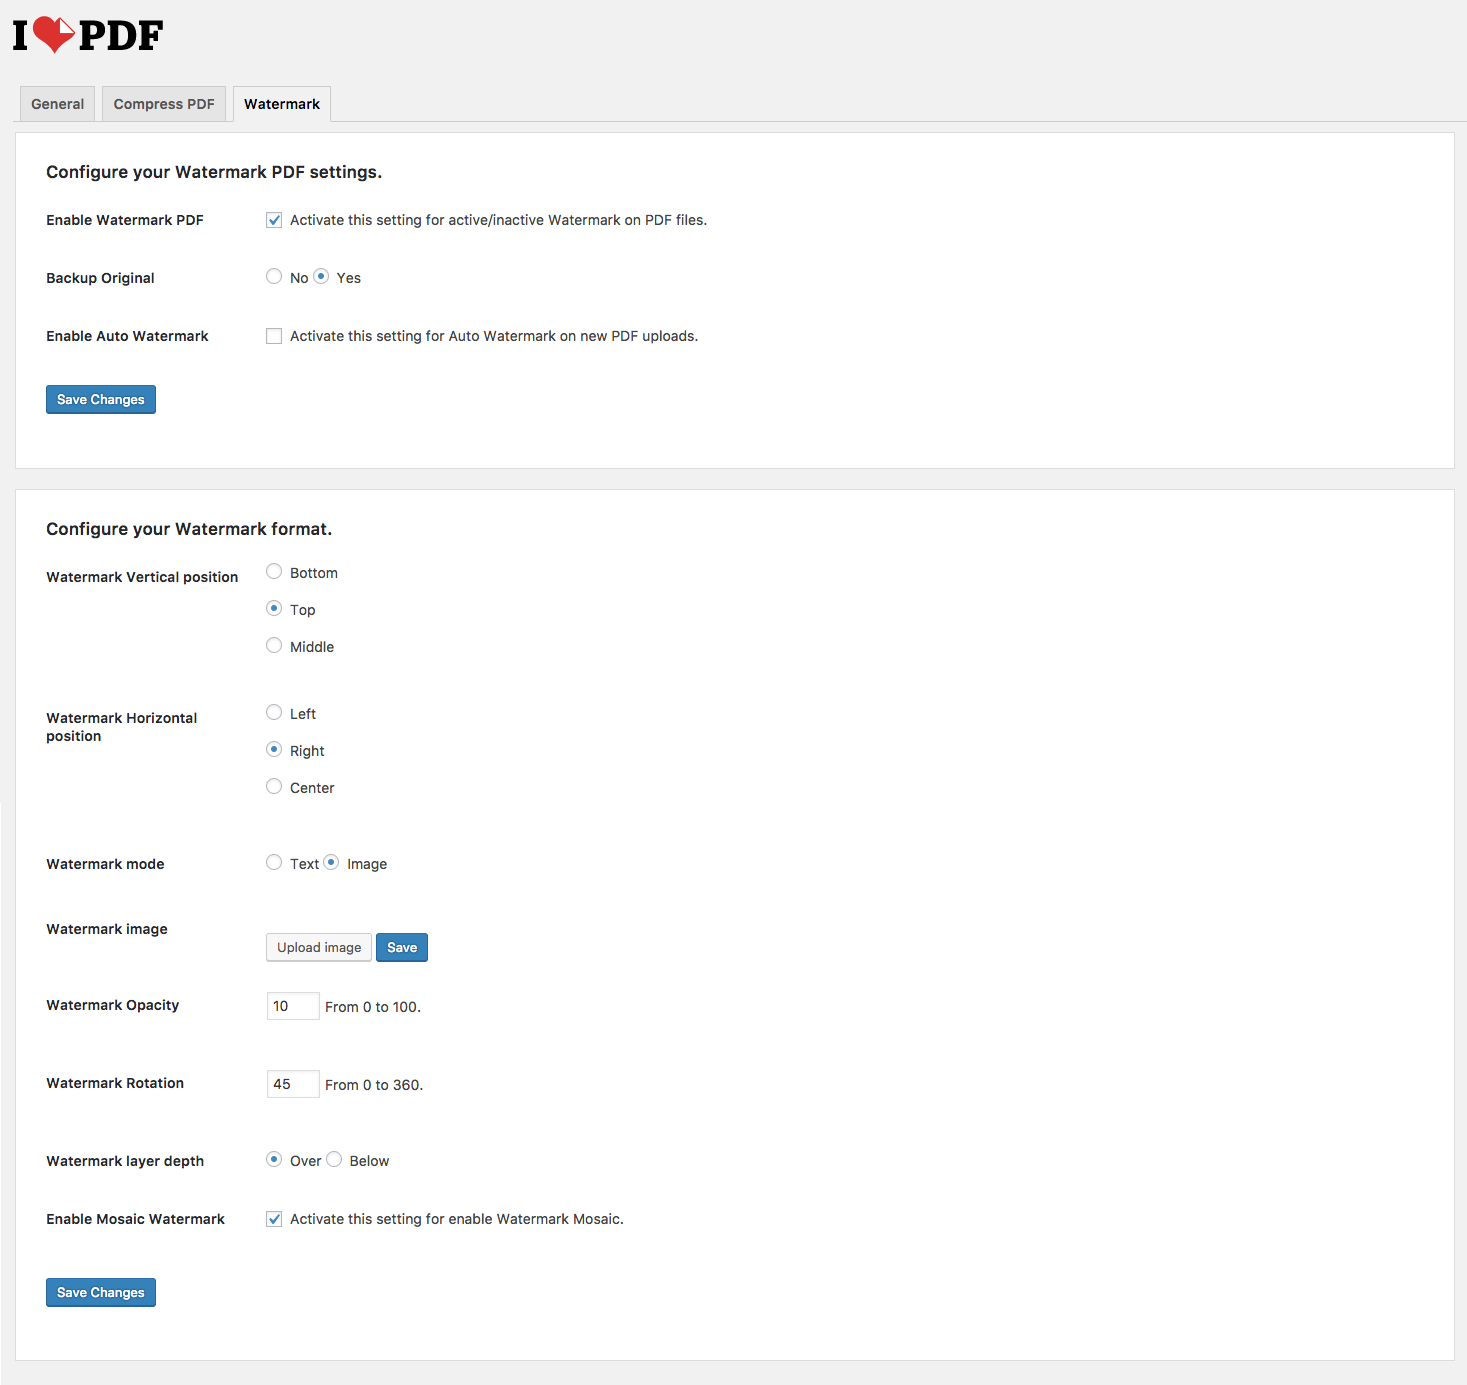 I PDF
General Compress PDF Watermark
Configure your Watermark PDF settings.
Enable Watermark PDF Activate this setting for active/inactive Watermark on PDF files.
Backup Original No Yes
Enable Auto Watermark Activate this setting for Auto Watermark on new PDF uploads.
Save Changes
Configure your Watermark format.
Watermark Vertical position Bottom
Top
Middle
Watermark Horizontal
position
Left
Right
Center
Watermark mode Text Image
Watermark image
Upload image Save
Watermark Opacity 10 From 0 to 100.
Watermark Rotation 45 From 0 to 360.
Watermark layer depth Over Below
Enable Mosaic Watermark Activate this setting for enable Watermark Mosaic.
Save Changes